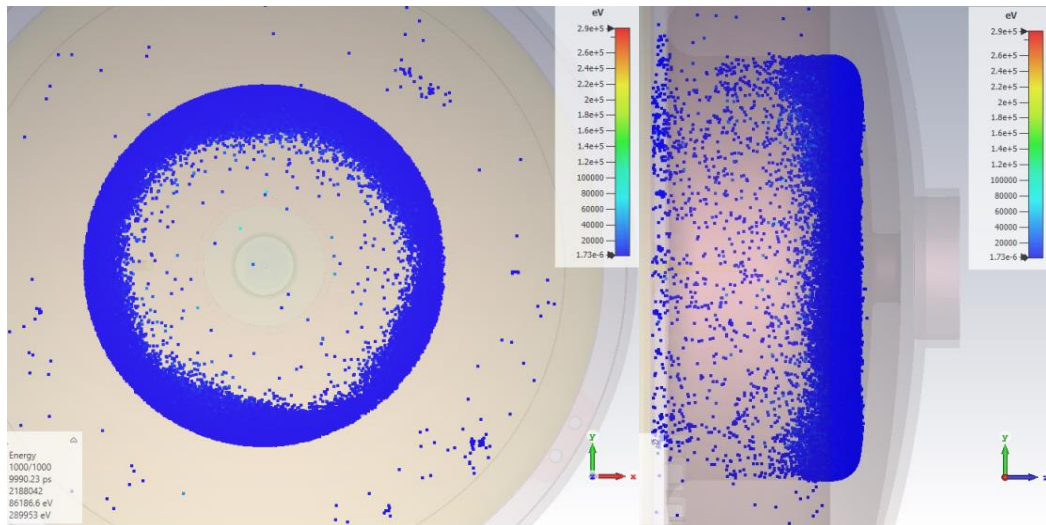 eV
2.9e+5
2.6e+5
2.4e+5
2.2e+5
2e+5
1.8e+5
1.6e+5
1.4e+5
1.2e+5
100000
80000
60000
40000
20000
1.73e-6
y
x
Energy
1000/1000
9990.23 ps
2188042
86186.6 eV
289953 eV
eV
2.9e+5
2.6e+5
2.4e+5
2.2e+5
2e+5
1.8e+5
1.6e+5
1.4e+5
1.2e+5
100000
80000
60000
40000
20000
1.73e-6
y
z